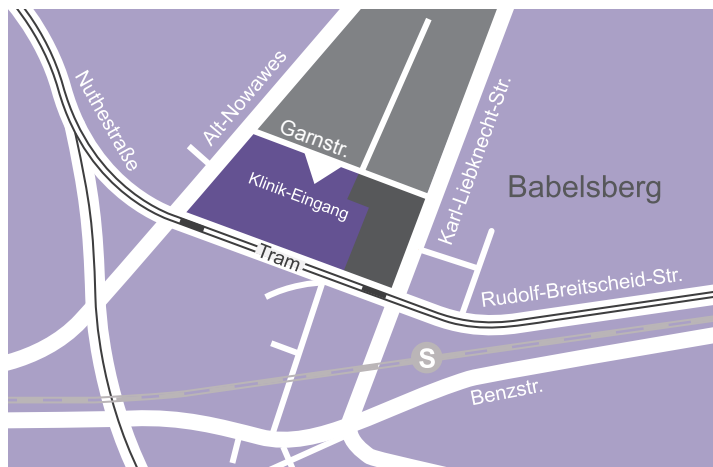 Nuthestraße
Alt-Nowawes
Garnstr.
Klinik-Eingang
Karl-Liebknecht-Str.
Babelsberg
Tram
Rudolf-Breitscheid-Str.
S
Benzstr.